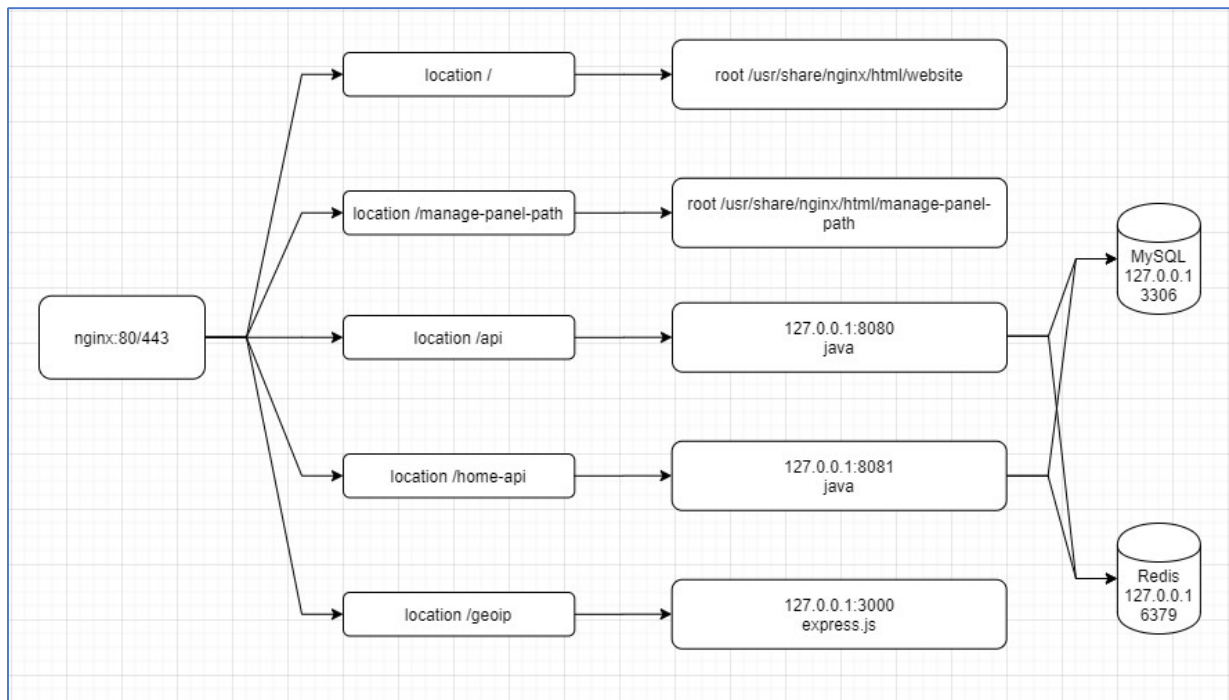 location /
root /usr/share/nginx/html/website
location /manage-panel-path
root /usr/share/nginx/html/manage-panel-
path
MySQL
127.0.0.1
3306
nginx:80/443
location /api
127.0.0.1:8080
java
location /home-api
127.0.0.1:8081
java
Redis
127.0.0.1
6379
location /geoip
127.0.0.1:3000
express.js